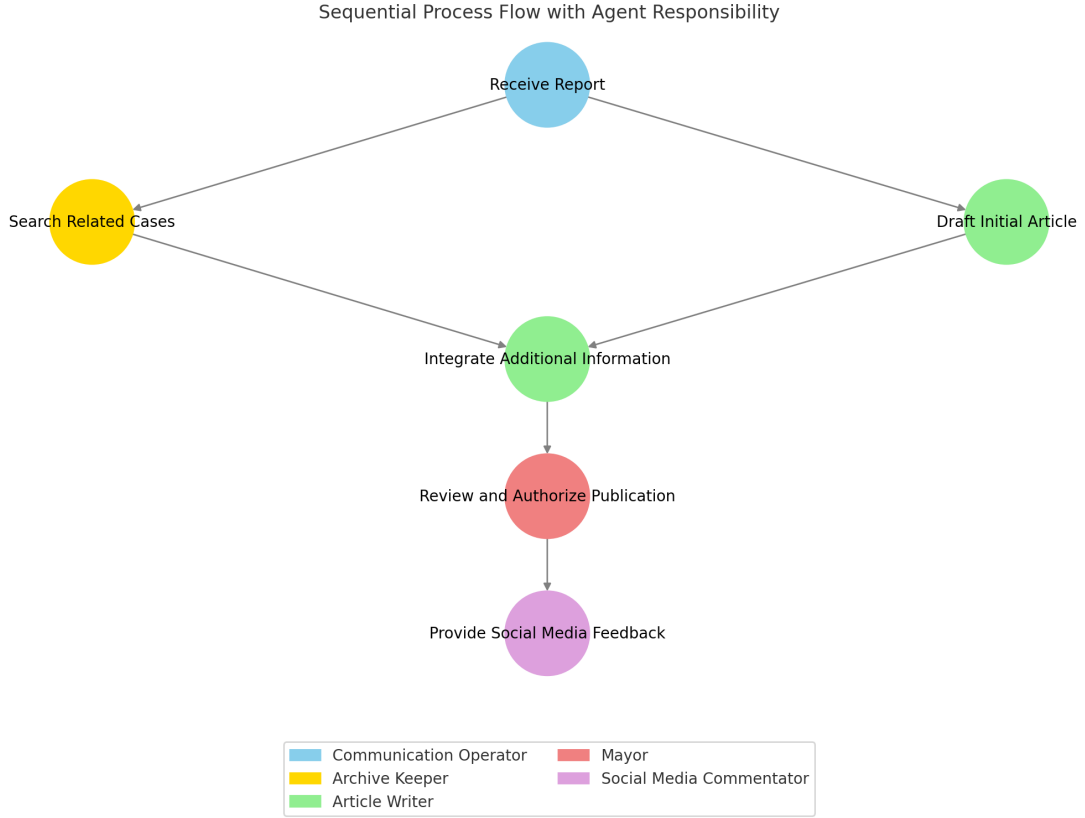 Sequential Process Flow with Agent Responsibility
Receive Report
Search Related Cases
Draft Initial Article
Integrate Additional Information
Review and Authorize Publication
Provide Social Media Feedback
Communication Operator
Archive Keeper
Article Writer
Mayor
Social Media Commentator